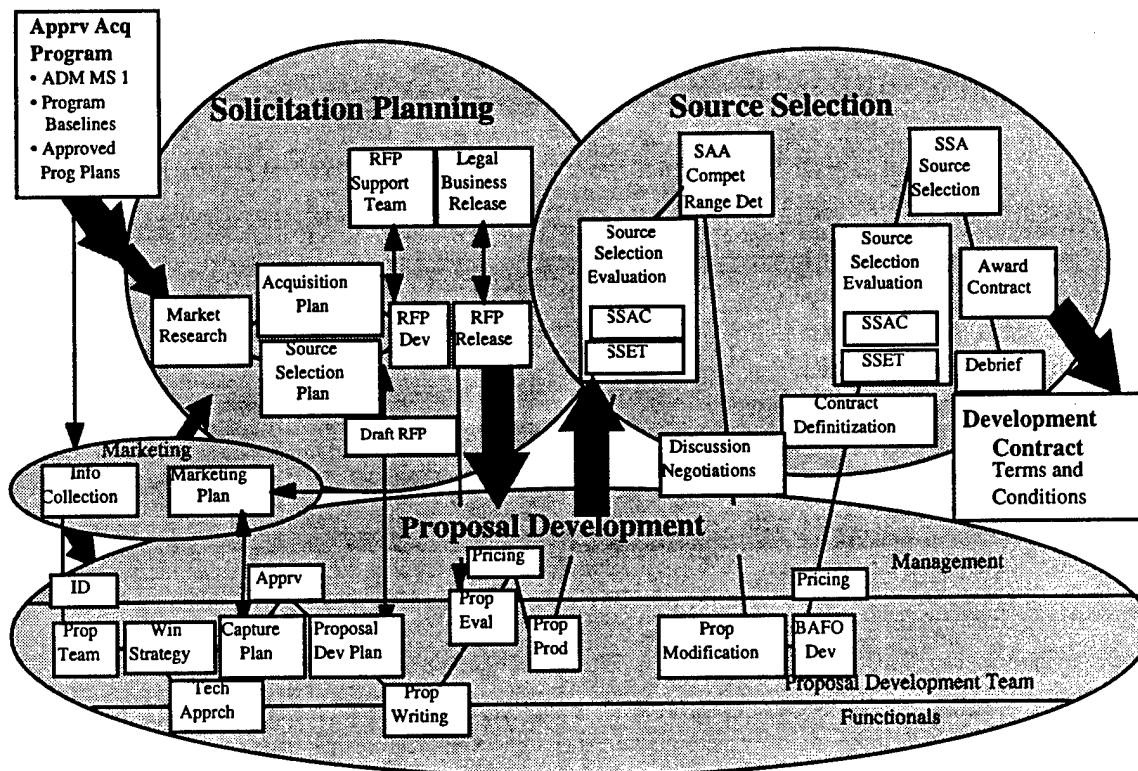 Apprv Acq
Program
• ADM MS 1
• Program
Baselines
• Approved
Prog Plans
Solicitation Planning
RFP
Support
Team
Legal
Business
Release
Market
Research
Acquisition
Plan
Source
Selection
Plan
RFP
Dev
RFP
Release
Draft RFP
Source Selection
SAA
Compet
Range Det
SSA
Source
Selection
Source
Selection
Evaluation
SSAC
SSET
Source
Selection
Evaluation
SSAC
SSET
Award
Contract
Debrief
Contract
Definitization
Discussion
Negotiations
Development
Contract
Terms and
Conditions
Marketing
Info
Collection
Marketing
Plan
Proposal Development
Management
ID
Apprv
Pricing
Pricing
Prop
Team
Win
Strategy
Capture
Plan
Proposal
Dev Plan
Prop
Eval
Prop
Prod
Prop
Modification
BAFO
Dev
Tech
Apprch
Prop
Writing
Proposal Development Team
Functionals